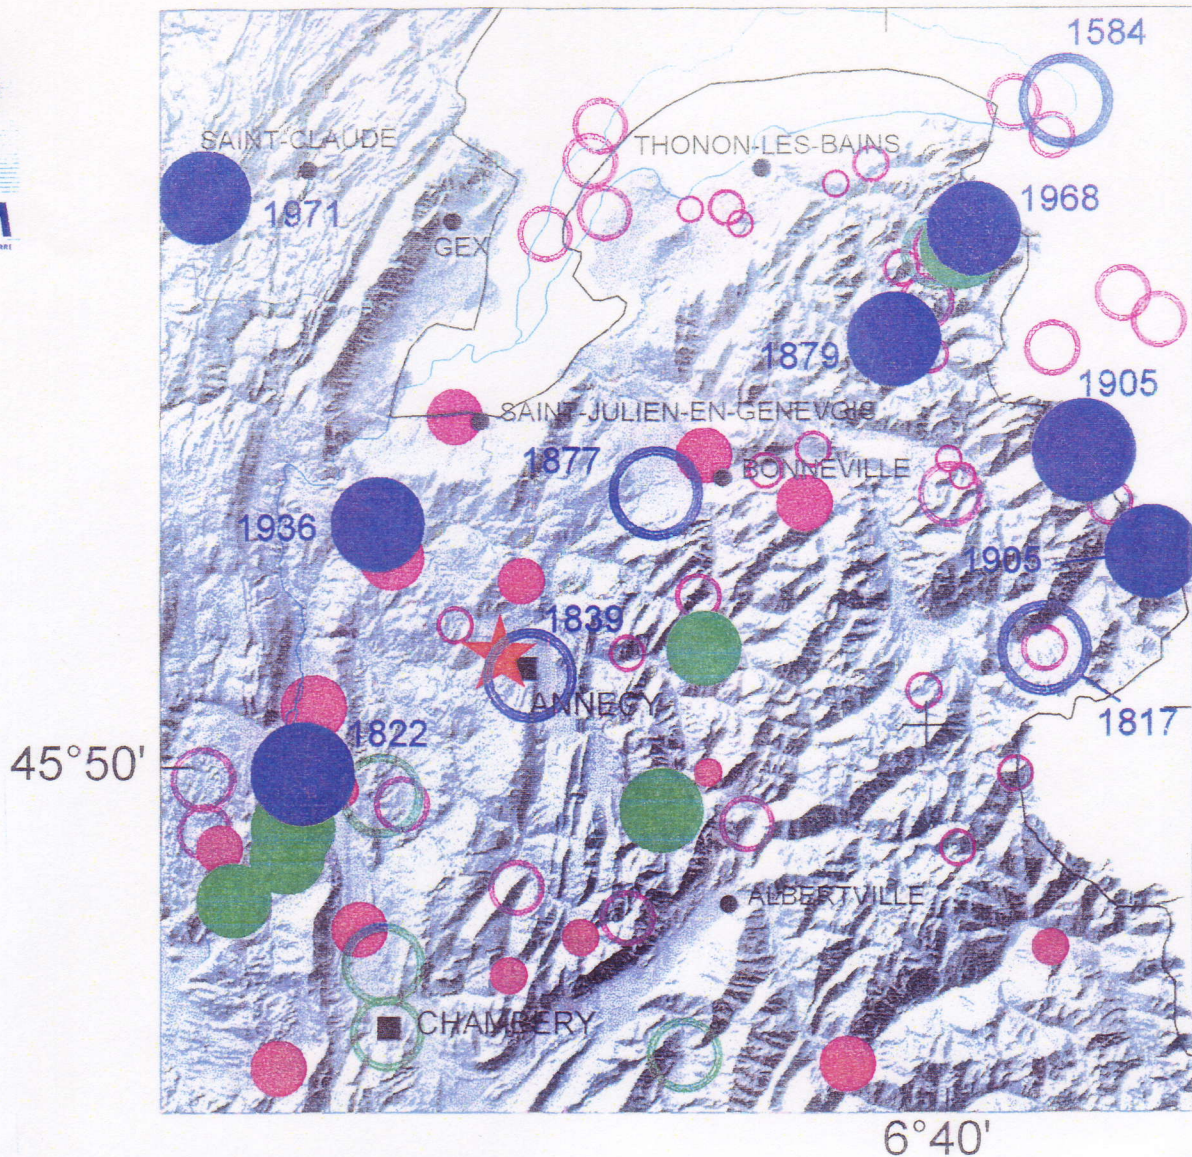 1584
SAINT-CLAUDE
THONON-LES-BAINS
1971
1968
GEX
1879
1905
SAINT-JULIEN-EN-GENEVOIS
1877
BONNEVILLE
1936
1905
1839
ANNECY
1822
1817
45°50'
ALBERTVILLE
CHAMBERY
6°40'